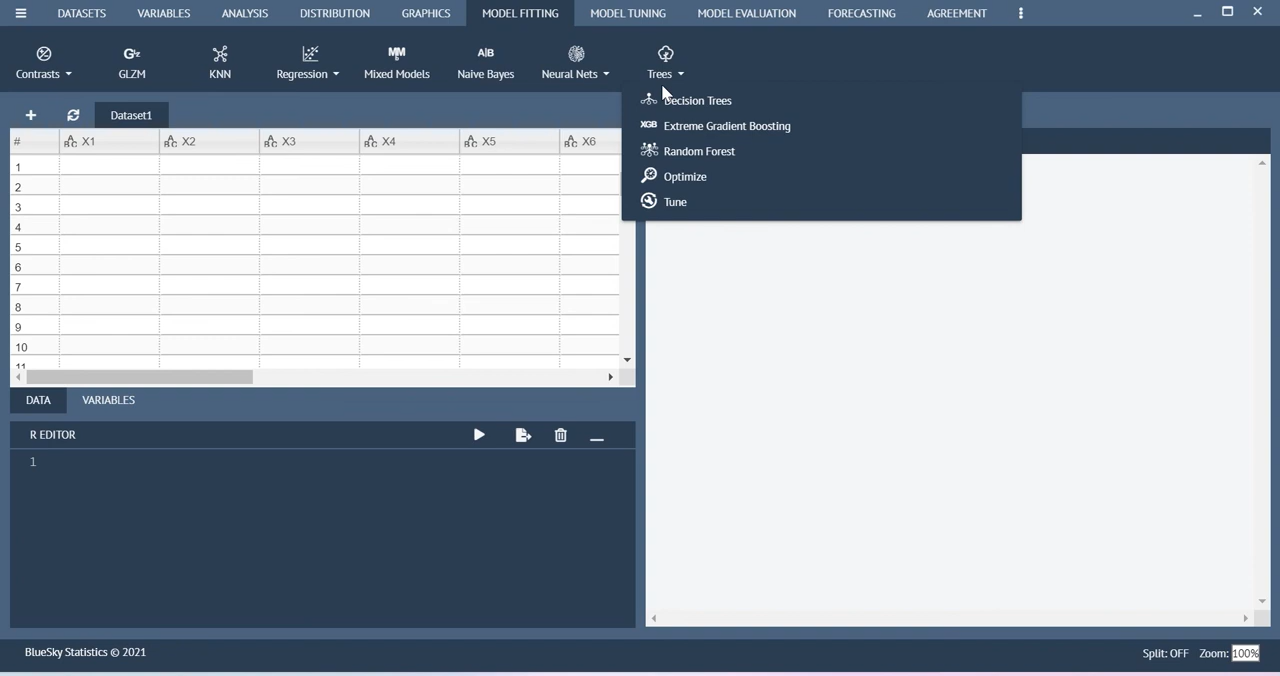 DATASETS VARIABLES ANALYSIS DISTRIBUTION GRAPHICS MODEL FITTING MODEL TUNING MODEL EVALUATION FORECASTING AGREEMENT
Contrasts GLZM KNN Regression Mixed Models Naive Bayes Neural Nets Trees
Decision Trees
XGB Extreme Gradient Boosting
Random Forest
Optimize
Tune
+ Dataset1
# X1 X2 X3 X4 X5 X6
1
2
3
4
5
6
7
8
9
10
11
DATA VARIABLES
R EDITOR
1
BlueSky Statistics © 2021
Split: OFF Zoom: 100%